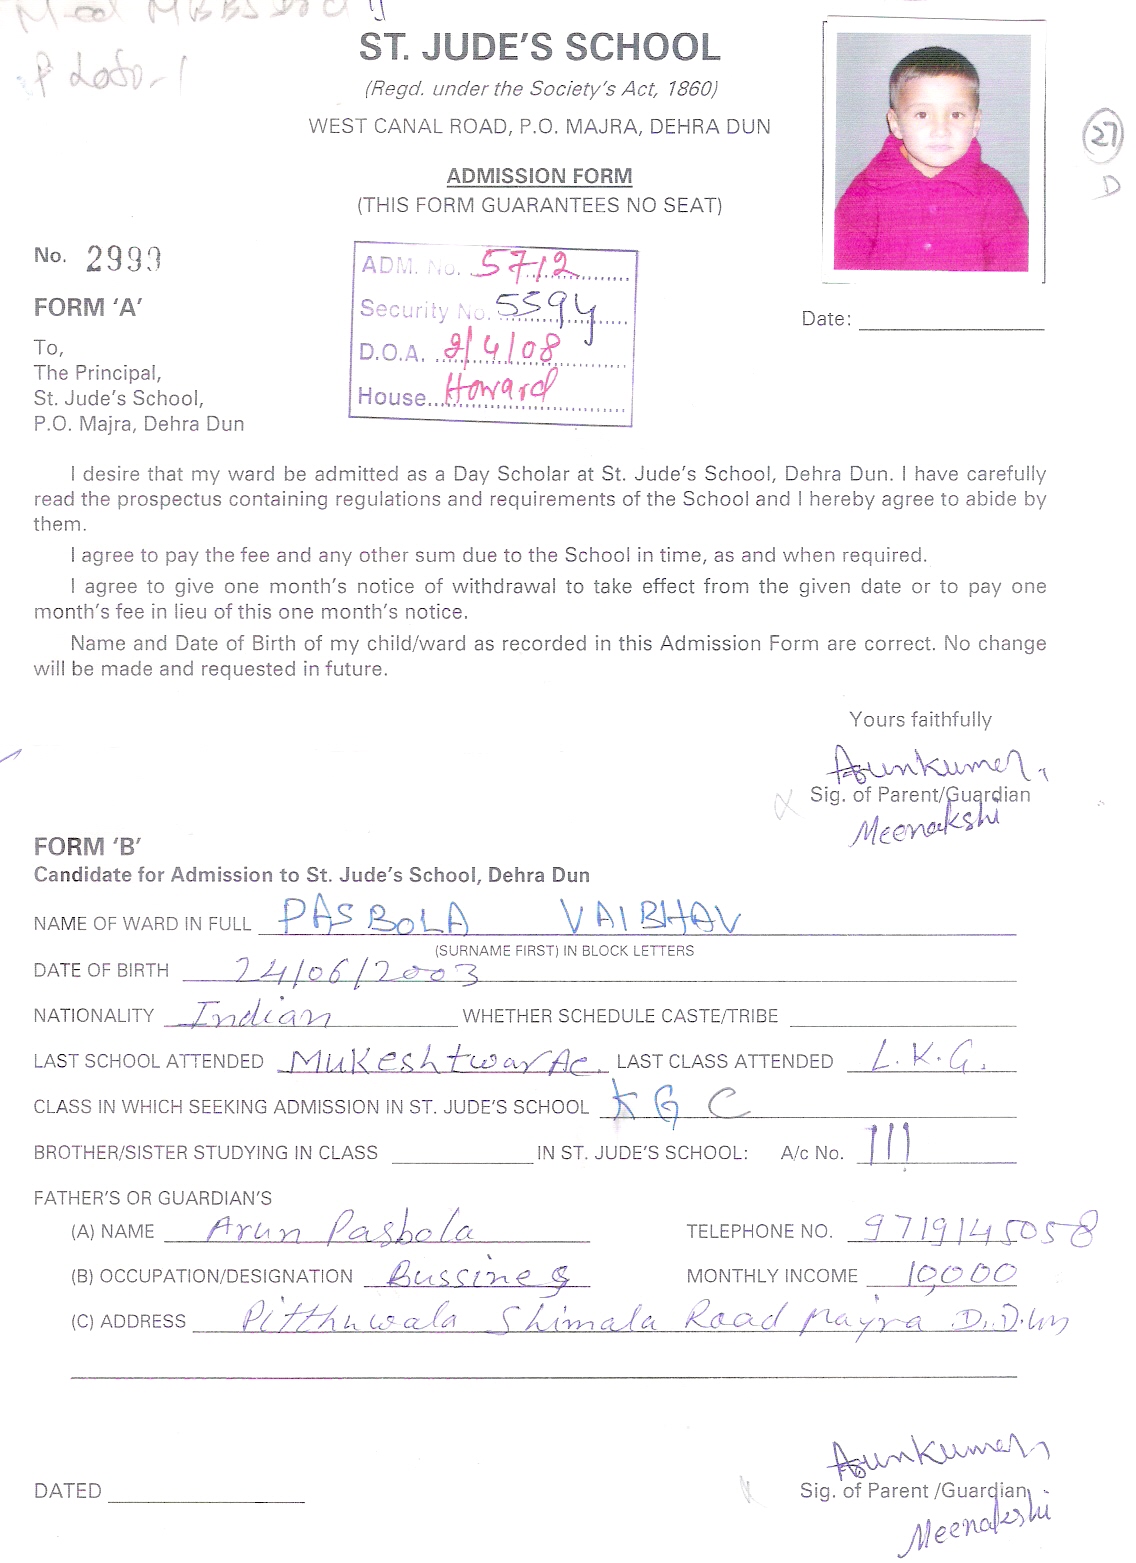 ST. JUDE'S SCHOOL
(Regd. under the Society's Act, 1860)
WEST CANAL ROAD, P.O. MAJRA, DEHRA DUN
27
D
ADMISSION FORM
(THIS FORM GUARANTEES NO SEAT)
No. 2999
ADM. No. 5712
Security No. 5594
D.O.A. 2/4/08
House Howard
FORM 'A'
Date:
To,
The Principal,
St. Jude's School,
P.O. Majra, Dehra Dun
I desire that my ward be admitted as a Day Scholar at St. Jude's School, Dehra Dun. I have carefully
read the prospectus containing regulations and requirements of the School and I hereby agree to abide by
them.
I agree to pay the fee and any other sum due to the School in time, as and when required.
I agree to give one month's notice of withdrawal to take effect from the given date or to pay one
month's fee in lieu of this one month's notice.
Name and Date of Birth of my child/ward as recorded in this Admission Form are correct. No change
will be made and requested in future.
Yours faithfully
Arunkumar
Sig. of Parent/Guardian
Meenakshi
FORM 'B'
Candidate for Admission to St. Jude's School, Dehra Dun
NAME OF WARD IN FULL PASBOLA VAIBHAV
(SURNAME FIRST) IN BLOCK LETTERS
DATE OF BIRTH 24/06/2003
NATIONALITY Indian WHETHER SCHEDULE CASTE/TRIBE
LAST SCHOOL ATTENDED Mukeshtwar Ac. LAST CLASS ATTENDED L.K.G.
CLASS IN WHICH SEEKING ADMISSION IN ST. JUDE'S SCHOOL KG C
BROTHER/SISTER STUDYING IN CLASS IN ST. JUDE'S SCHOOL: A/c No. 111
FATHER'S OR GUARDIAN'S
(A) NAME Arun Pasbola TELEPHONE NO. 9719145058
(B) OCCUPATION/DESIGNATION Bussines MONTHLY INCOME 10,000
(C) ADDRESS Pitthuwala Shimala Road Majra D.Dun
Arunkumar
DATED Sig. of Parent /Guardian
Meenakshi